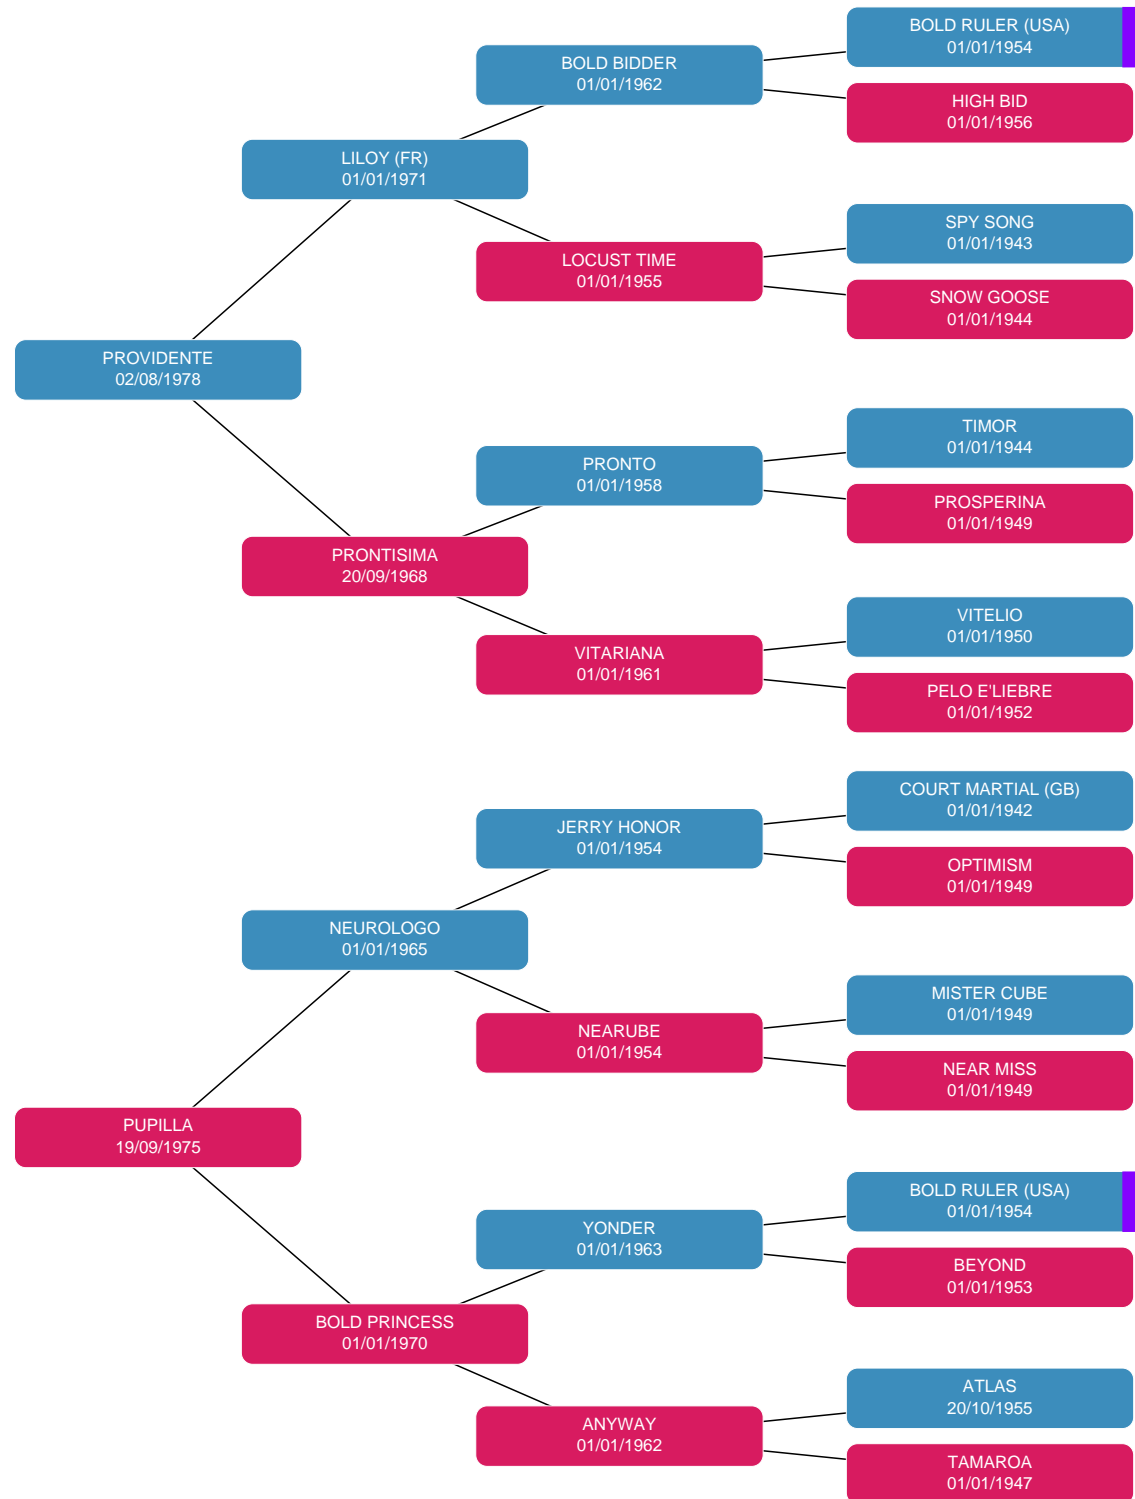 BOLD RULER (USA)
01/01/1954
BOLD BIDDER
01/01/1962
HIGH BID
01/01/1956
LILOY (FR)
01/01/1971
SPY SONG
01/01/1943
LOCUST TIME
01/01/1955
SNOW GOOSE
01/01/1944
PROVIDENTE
02/08/1978
TIMOR
01/01/1944
PRONTO
01/01/1958
PROSPERINA
01/01/1949
PRONTISIMA
20/09/1968
VITELIO
01/01/1950
VITARIANA
01/01/1961
PELO E'LIEBRE
01/01/1952
COURT MARTIAL (GB)
01/01/1942
JERRY HONOR
01/01/1954
OPTIMISM
01/01/1949
NEUROLOGO
01/01/1965
MISTER CUBE
01/01/1949
NEARUBE
01/01/1954
NEAR MISS
01/01/1949
PUPILLA
19/09/1975
BOLD RULER (USA)
01/01/1954
YONDER
01/01/1963
BEYOND
01/01/1953
BOLD PRINCESS
01/01/1970
ATLAS
20/10/1955
ANYWAY
01/01/1962
TAMAROA
01/01/1947